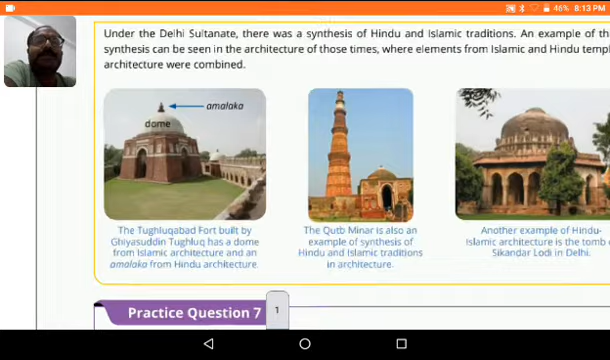 46% 8:13 PM
Under the Delhi Sultanate, there was a synthesis of Hindu and Islamic traditions. An example of
synthesis can be seen in the architecture of those times, where elements from Islamic and Hindu
architecture were combined.
amalaka
dome
The Tughluqabad Fort built by
Ghiyasuddin Tughluq has a dome
from Islamic architecture and an
amalaka from Hindu architecture.
The Qutb Minar is also an
example of synthesis of
Hindu and Islamic traditions
in architecture.
Another example of Hindu-
Islamic architecture is the tomb
Sikandar Lodi in Delhi.
Practice Question 7
1